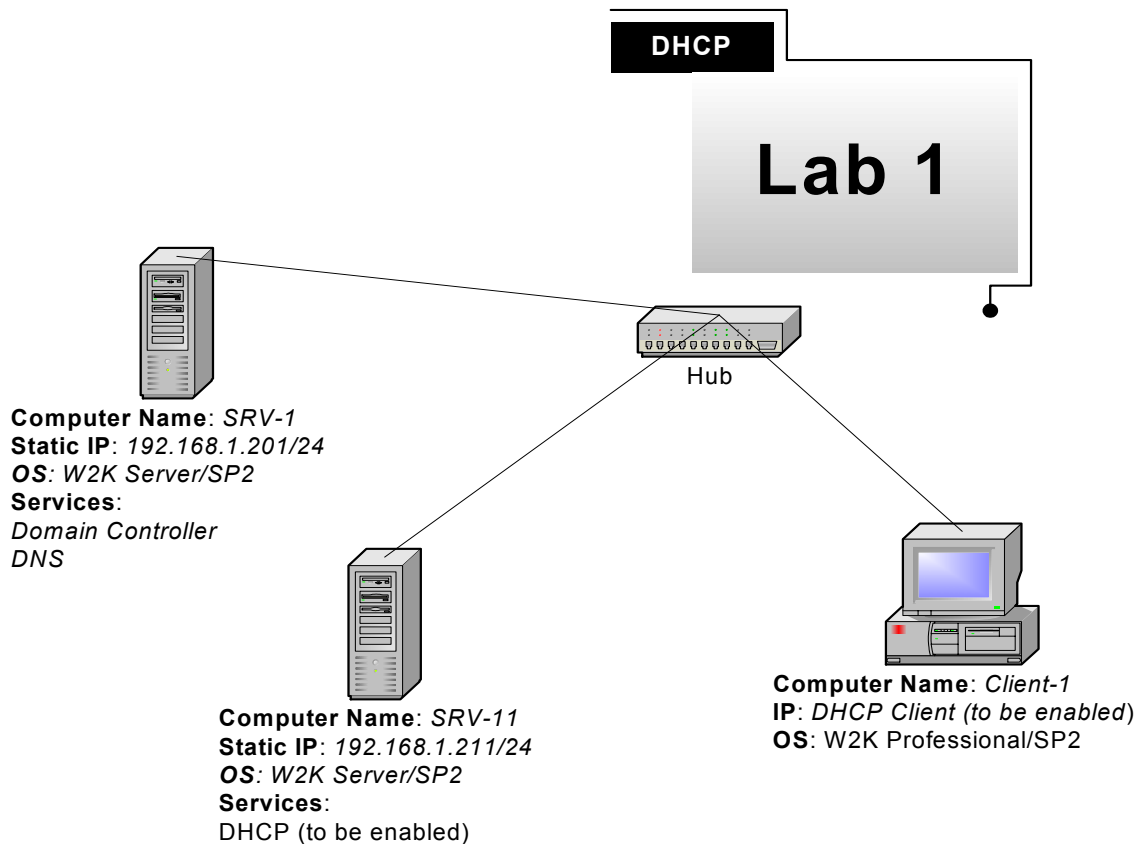 DHCP
Lab 1
Hub
Computer Name: SRV-1
Static IP: 192.168.1.201/24
OS: W2K Server/SP2
Services:
Domain Controller
DNS
Computer Name: SRV-11
Static IP: 192.168.1.211/24
OS: W2K Server/SP2
Services:
DHCP (to be enabled)
Computer Name: Client-1
IP: DHCP Client (to be enabled)
OS: W2K Professional/SP2